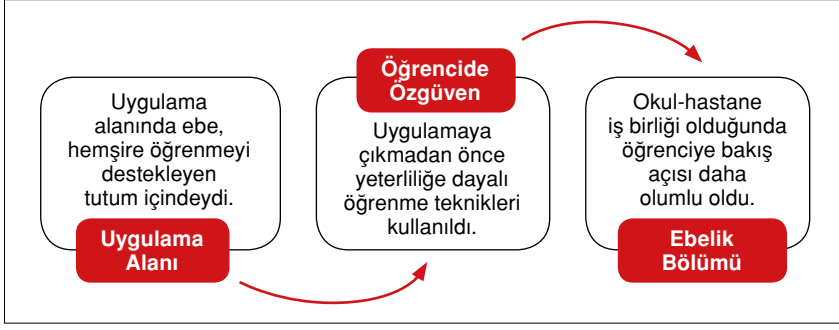 Uygulama
alanında ebe,
hemşire öğrenmeyi
destekleyen
tutum içindeydi.
Uygulama
Alanı
Öğrencide
Özgüven
Uygulamaya
çıkmadan önce
yeterliliğe dayalı
öğrenme teknikleri
kullanıldı.
Okul-hastane
iş birliği olduğunda
öğrenciye bakış
açısı daha
olumlu oldu.
Ebelik
Bölümü